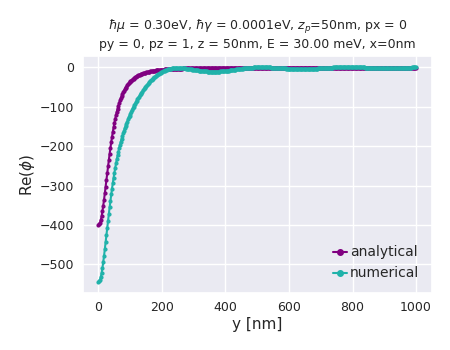 ħμ = 0.30eV, ħγ = 0.0001eV, zₚ=50nm, px = 0
py = 0, pz = 1, z = 50nm, E = 30.00 meV, x=0nm
Re(ϕ)
0
−100
−200
−300
−400
−500
analytical
numerical
0 200 400 600 800 1000
y [nm]